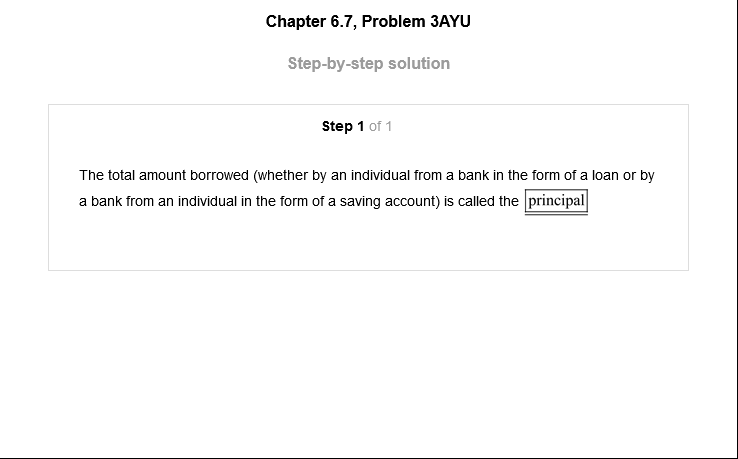 Chapter 6.7, Problem 3AYU
Step-by-step solution
Step 1 of 1
The total amount borrowed (whether by an individual from a bank in the form of a loan or by
a bank from an individual in the form of a saving account) is called the principal